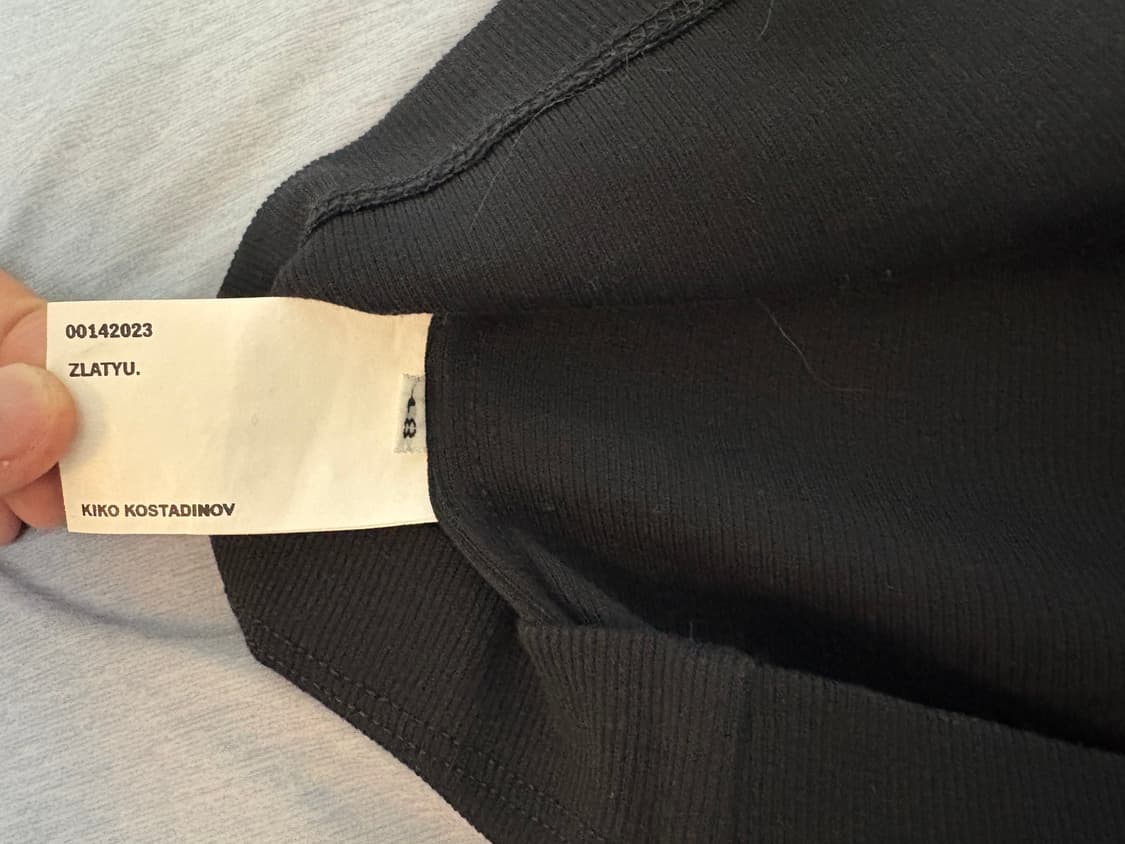 00142023
ZLATYU.
KIKO KOSTADINOV